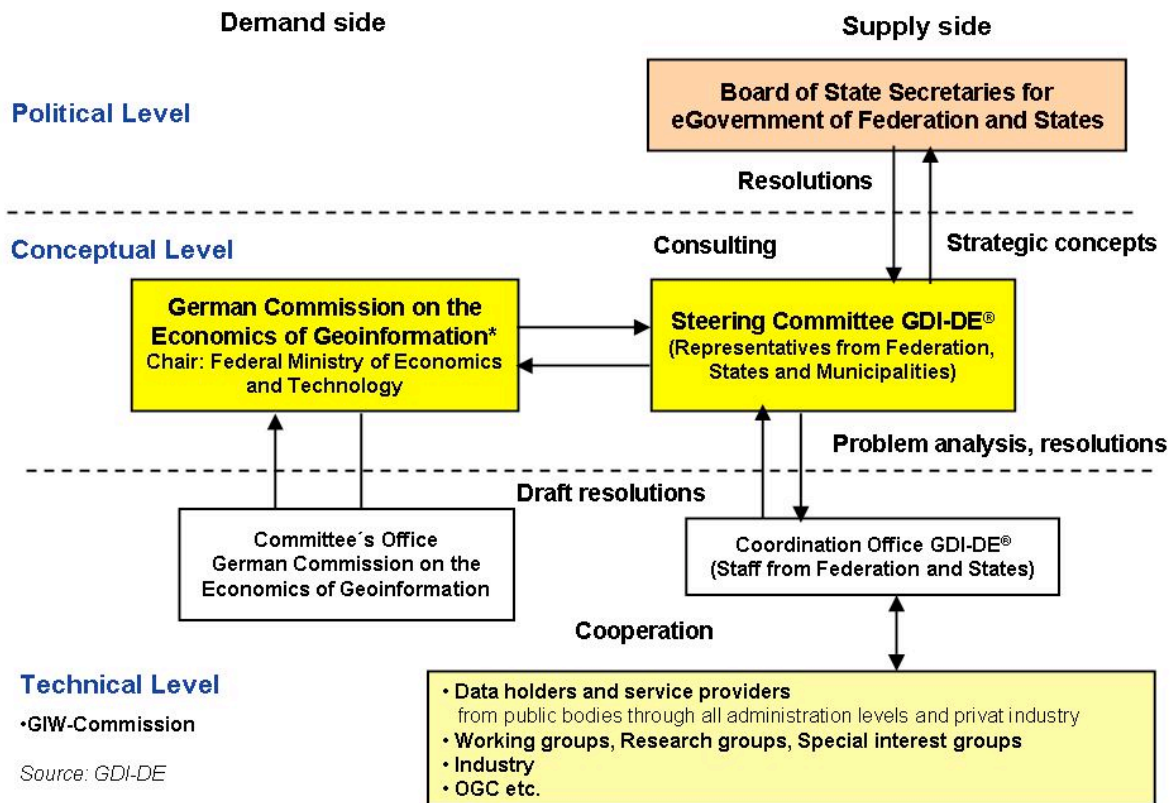 Demand side
Supply side
Political Level
Board of State Secretaries for
eGovernment of Federation and States
Resolutions
Conceptual Level
Consulting
Strategic concepts
German Commission on the
Economics of Geoinformation*
Chair: Federal Ministry of Economics
and Technology
Steering Committee GDI-DE®
(Representatives from Federation,
States and Municipalities)
Problem analysis, resolutions
Draft resolutions
Committee´s Office
German Commission on the
Economics of Geoinformation
Coordination Office GDI-DE®
(Staff from Federation and States)
Cooperation
Technical Level
•GIW-Commission
Source: GDI-DE
• Data holders and service providers
from public bodies through all administration levels and privat industry
• Working groups, Research groups, Special interest groups
• Industry
• OGC etc.